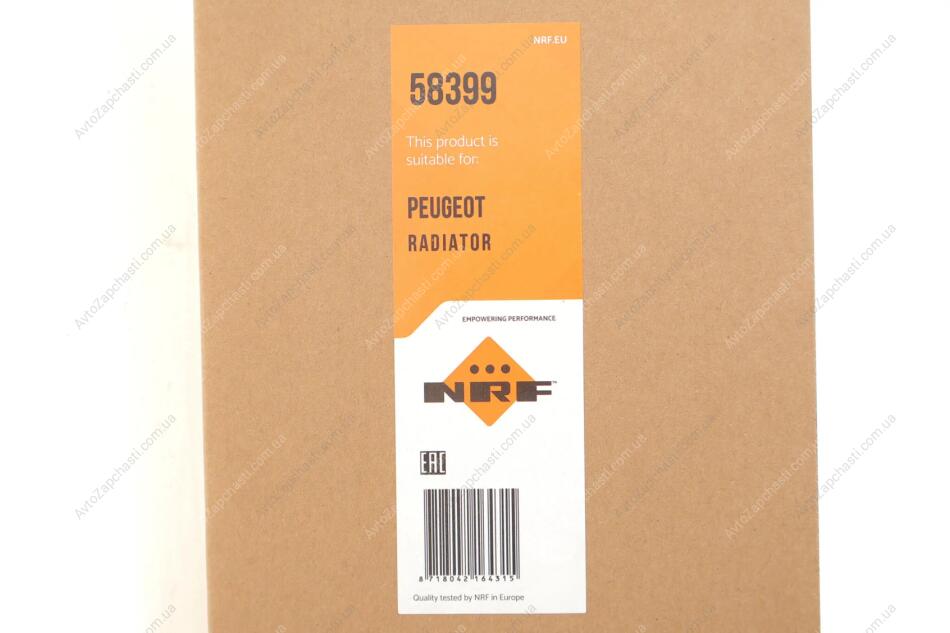 NRF.EU
58399
This product is
suitable for:
PEUGEOT
RADIATOR
EMPOWERING PERFORMANCE
NRF™
EAC
8 718042 164315
Quality tested by NRF in Europe
AvtoZapchasti.com.ua